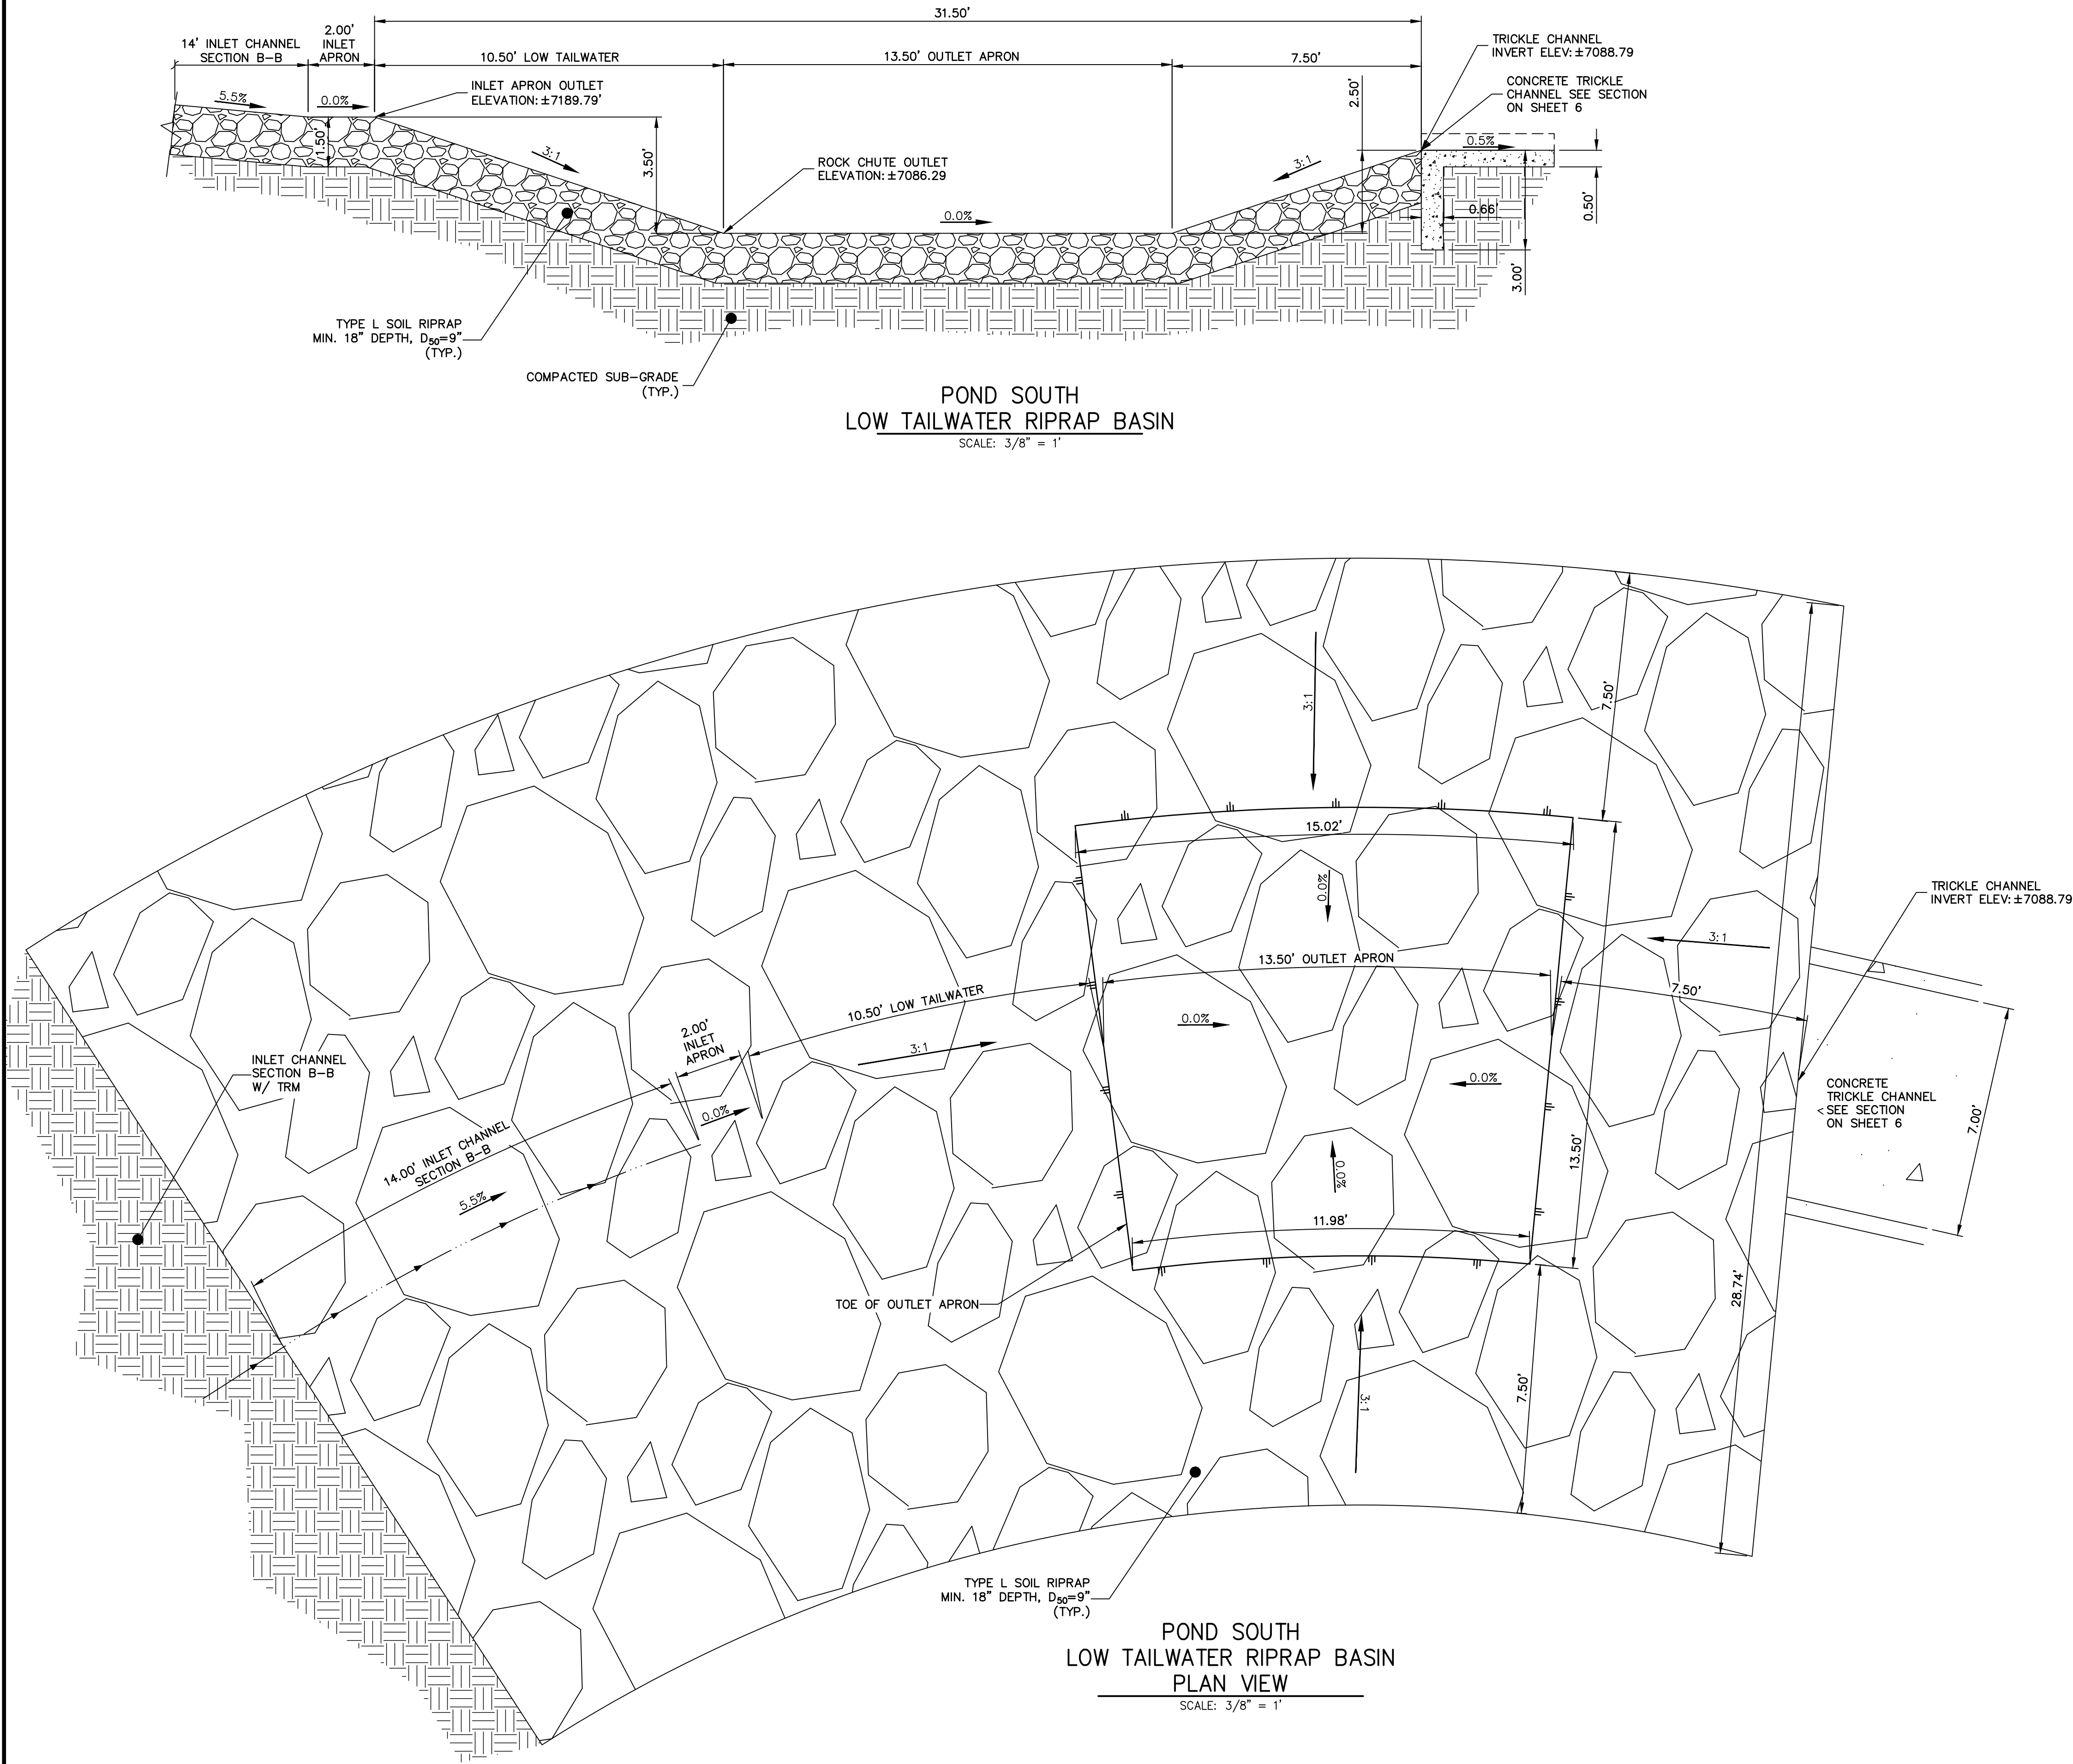 31.50'
14' INLET CHANNEL
SECTION B-B
2.00'
INLET
APRON
10.50' LOW TAILWATER
13.50' OUTLET APRON
7.50'
TRICKLE CHANNEL
INVERT ELEV: ±7088.79
CONCRETE TRICKLE
CHANNEL SEE SECTION
ON SHEET 6
INLET APRON OUTLET
ELEVATION: ±7189.79'
5.5%
0.0%
1.50'
3:1
3.50'
ROCK CHUTE OUTLET
ELEVATION: ±7086.29
0.0%
3:1
2.50'
0.5%
0.66'
0.50'
3.00'
TYPE L SOIL RIPRAP
MIN. 18" DEPTH, D50=9"
(TYP.)
COMPACTED SUB-GRADE
(TYP.)
POND SOUTH
LOW TAILWATER RIPRAP BASIN
SCALE: 3/8" = 1'
3:1
7.50'
15.02'
0.0%
TRICKLE CHANNEL
INVERT ELEV: ±7088.79
3:1
13.50' OUTLET APRON
7.50'
10.50' LOW TAILWATER
2.00'
INLET
APRON
0.0%
3:1
INLET CHANNEL
SECTION B-B
W/ TRM
0.0%
0.0%
CONCRETE
TRICKLE CHANNEL
SEE SECTION
ON SHEET 6
7.00'
14.00' INLET CHANNEL
SECTION B-B
5.5%
0.0%
13.50'
11.98'
TOE OF OUTLET APRON
28.74'
7.50'
3:1
TYPE L SOIL RIPRAP
MIN. 18" DEPTH, D50=9"
(TYP.)
POND SOUTH
LOW TAILWATER RIPRAP BASIN
PLAN VIEW
SCALE: 3/8" = 1'